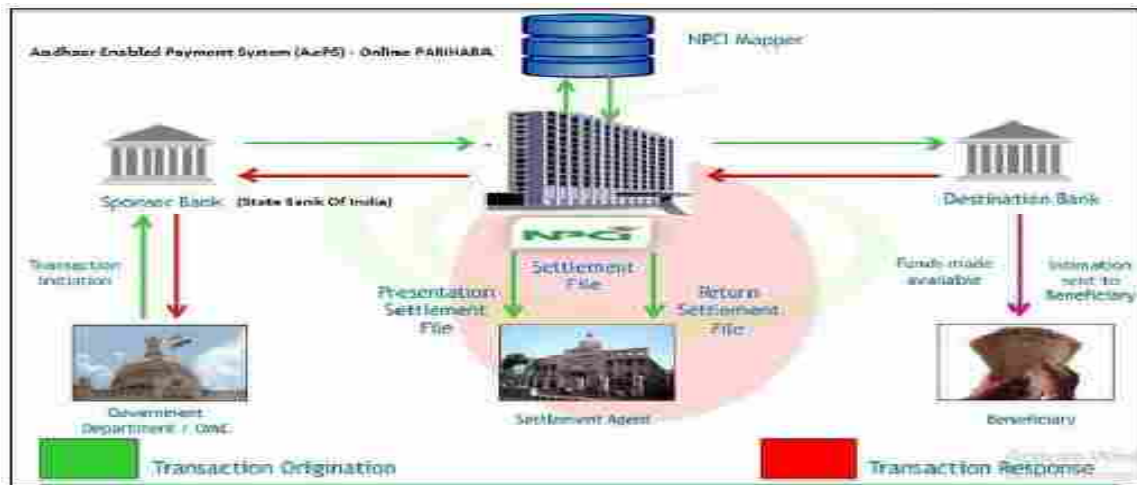 Aadhaar Enabled Payment System (AePS) - Online PARIHARA
NPCI Mapper
Sponsor Bank (State Bank Of India)
Destination Bank
NPCI
Transaction
Initiation
Settlement
File
Presentation
Settlement
File
Return
Settlement
File
Funds made
available
Intimation
sent to
Beneficiary
Government
Department /
Settlement Agent
Beneficiary
Transaction Origination
Transaction Response